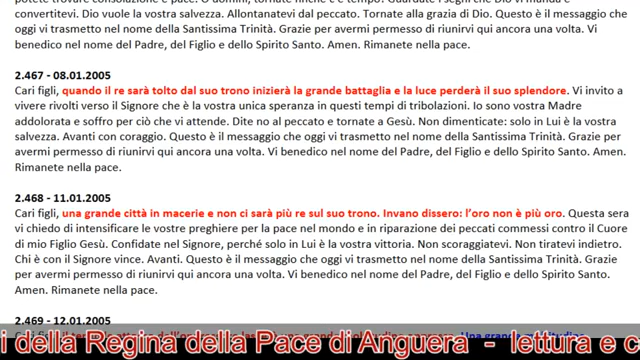 potete trovare consolazione e pace. O uomini, tornate finché c'è tempo. Guardate i segni che Dio vi manda e
convertitevi. Dio vuole la vostra salvezza. Allontanatevi dal peccato. Tornate alla grazia di Dio. Questo è il messaggio che
oggi vi trasmetto nel nome della Santissima Trinità. Grazie per avermi permesso di riunirvi qui ancora una volta. Vi
benedico nel nome del Padre, del Figlio e dello Spirito Santo. Amen. Rimanete nella pace.
2.467 - 08.01.2005
Cari figli, quando il re sarà tolto dal suo trono inizierà la grande battaglia e la luce perderà il suo splendore. Vi invito a
vivere rivolti verso il Signore che è la vostra unica speranza in questi tempi di tribolazioni. Io sono vostra Madre
addolorata e soffro per ciò che vi attende. Dite no al peccato e tornate a Gesù. Non dimenticate: solo in Lui è la vostra
salvezza. Avanti con coraggio. Questo è il messaggio che oggi vi trasmetto nel nome della Santissima Trinità. Grazie per
avermi permesso di riunirvi qui ancora una volta. Vi benedico nel nome del Padre, del Figlio e dello Spirito Santo. Amen.
Rimanete nella pace.
2.468 - 11.01.2005
Cari figli, una grande città in macerie e non ci sarà più re sul suo trono. Invano dissero: l'oro non è più oro. Questa sera
vi chiedo di intensificare le vostre preghiere per la pace nel mondo e in riparazione dei peccati commessi contro il Cuore
di mio Figlio Gesù. Confidate nel Signore, perché solo in Lui è la vostra vittoria. Non scoraggiatevi. Non tiratevi indietro.
Chi è con il Signore vince. Avanti. Questo è il messaggio che oggi vi trasmetto nel nome della Santissima Trinità. Grazie
per avermi permesso di riunirvi qui ancora una volta. Vi benedico nel nome del Padre, del Figlio e dello Spirito Santo.
Amen. Rimanete nella pace.
2.469 - 12.01.2005
i della Regina della Pace di Anguera - lettura e c